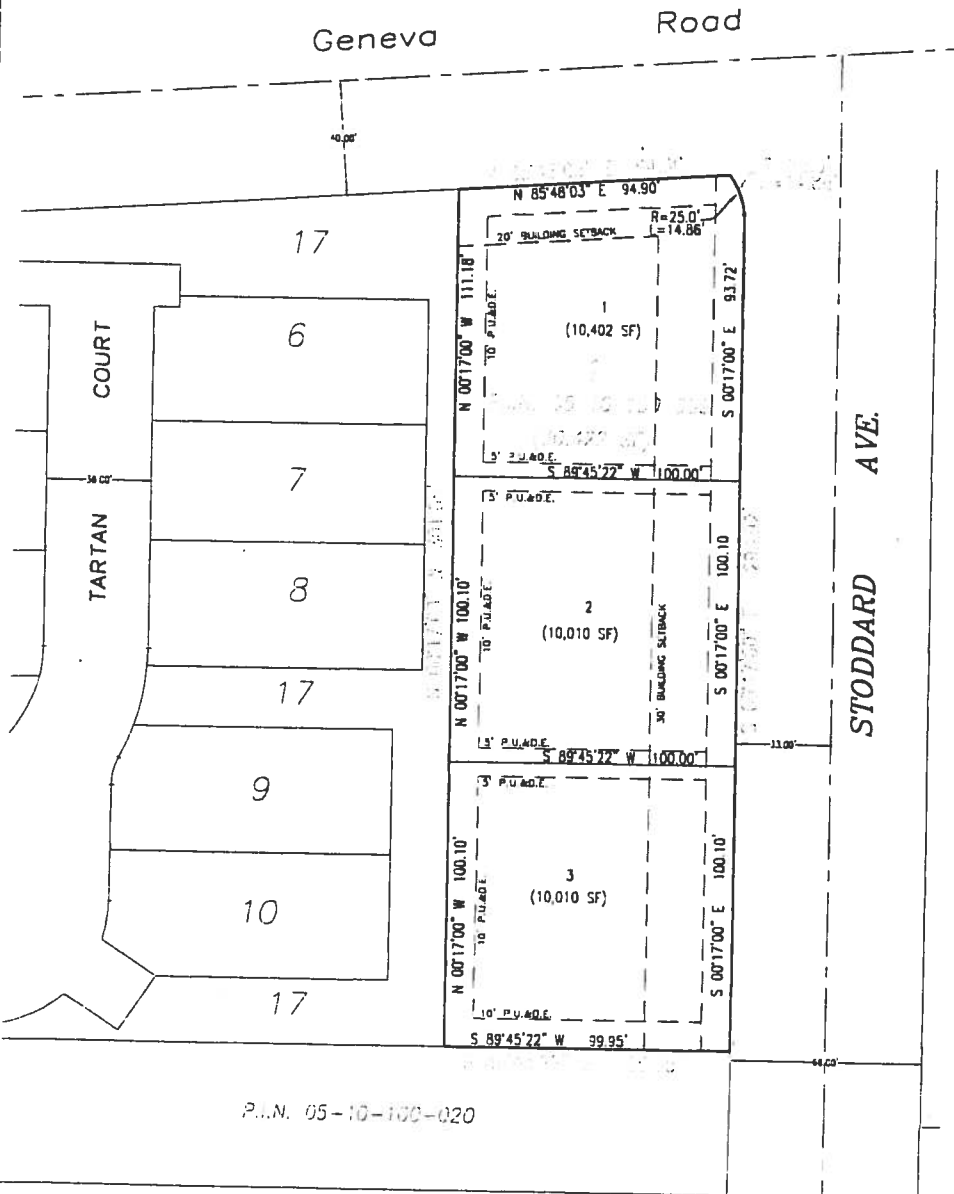 Geneva Road
40.00'
N 85°48'03" E 94.90'
R=25.0'
L=14.86'
20' BUILDING SETBACK
17
N 00°17'00" W 111.18'
10' P.U.&D.E.
1
(10,402 SF)
S 00°17'00" E 93.72'
6
TARTAN COURT
5' P.U.&D.E.
S 89°45'22" W 100.00'
7
5' P.U.&D.E.
STODDARD AVE.
8
N 00°17'00" W 100.10'
10' P.U.&D.E.
2
(10,010 SF)
30' BUILDING SETBACK
S 00°17'00" E 100.10
17
5' P.U.&D.E.
S 89°45'22" W 100.00'
33.00'
5' P.U.&D.E.
9
N 00°17'00" W 100.10'
10' P.U.&D.E.
3
(10,010 SF)
S 00°17'00" E 100.10'
10
17
10' P.U.&D.E.
S 89°45'22" W 99.95'
P.I.N. 05-10-100-020